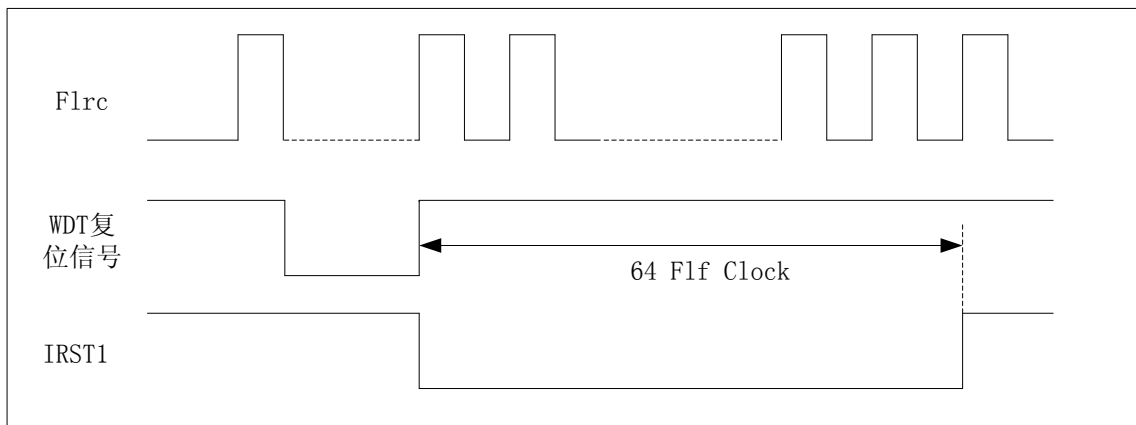 Flrc
WDT复
位信号
64 Flf Clock
IRST1